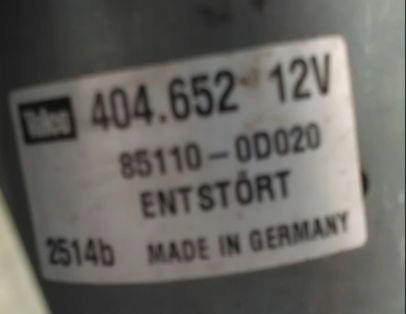 Valeo 404.652 12V
85110-0D020
ENTSTÖRT
2514b MADE IN GERMANY